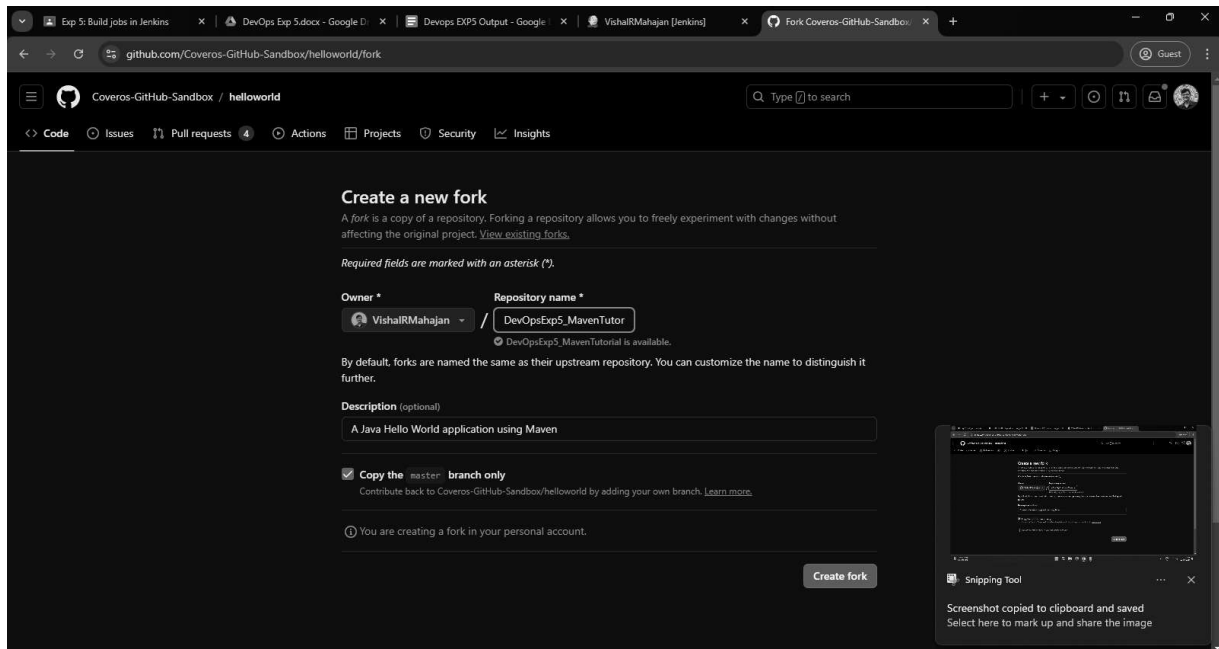 Exp 5: Build jobs in Jenkins
DevOps Exp 5.docx - Google D
Devops EXP5 Output - Google
VishalRMahajan [Jenkins]
Fork Coveros-GitHub-Sandbox/
github.com/Coveros-GitHub-Sandbox/helloworld/fork
Guest
Coveros-GitHub-Sandbox / helloworld
Type / to search
<> Code
Issues
Pull requests 4
Actions
Projects
Security
Insights
Create a new fork
A fork is a copy of a repository. Forking a repository allows you to freely experiment with changes without
affecting the original project. View existing forks.
Required fields are marked with an asterisk (*).
Owner *
Repository name *
VishalRMahajan
/
DevOpsExp5_MavenTutor
DevOpsExp5_MavenTutorial is available.
By default, forks are named the same as their upstream repository. You can customize the name to distinguish it
further.
Description (optional)
A Java Hello World application using Maven
Copy the master branch only
Contribute back to Coveros-GitHub-Sandbox/helloworld by adding your own branch. Learn more.
You are creating a fork in your personal account.
Create fork
Snipping Tool
Screenshot copied to clipboard and saved
Select here to mark up and share the image